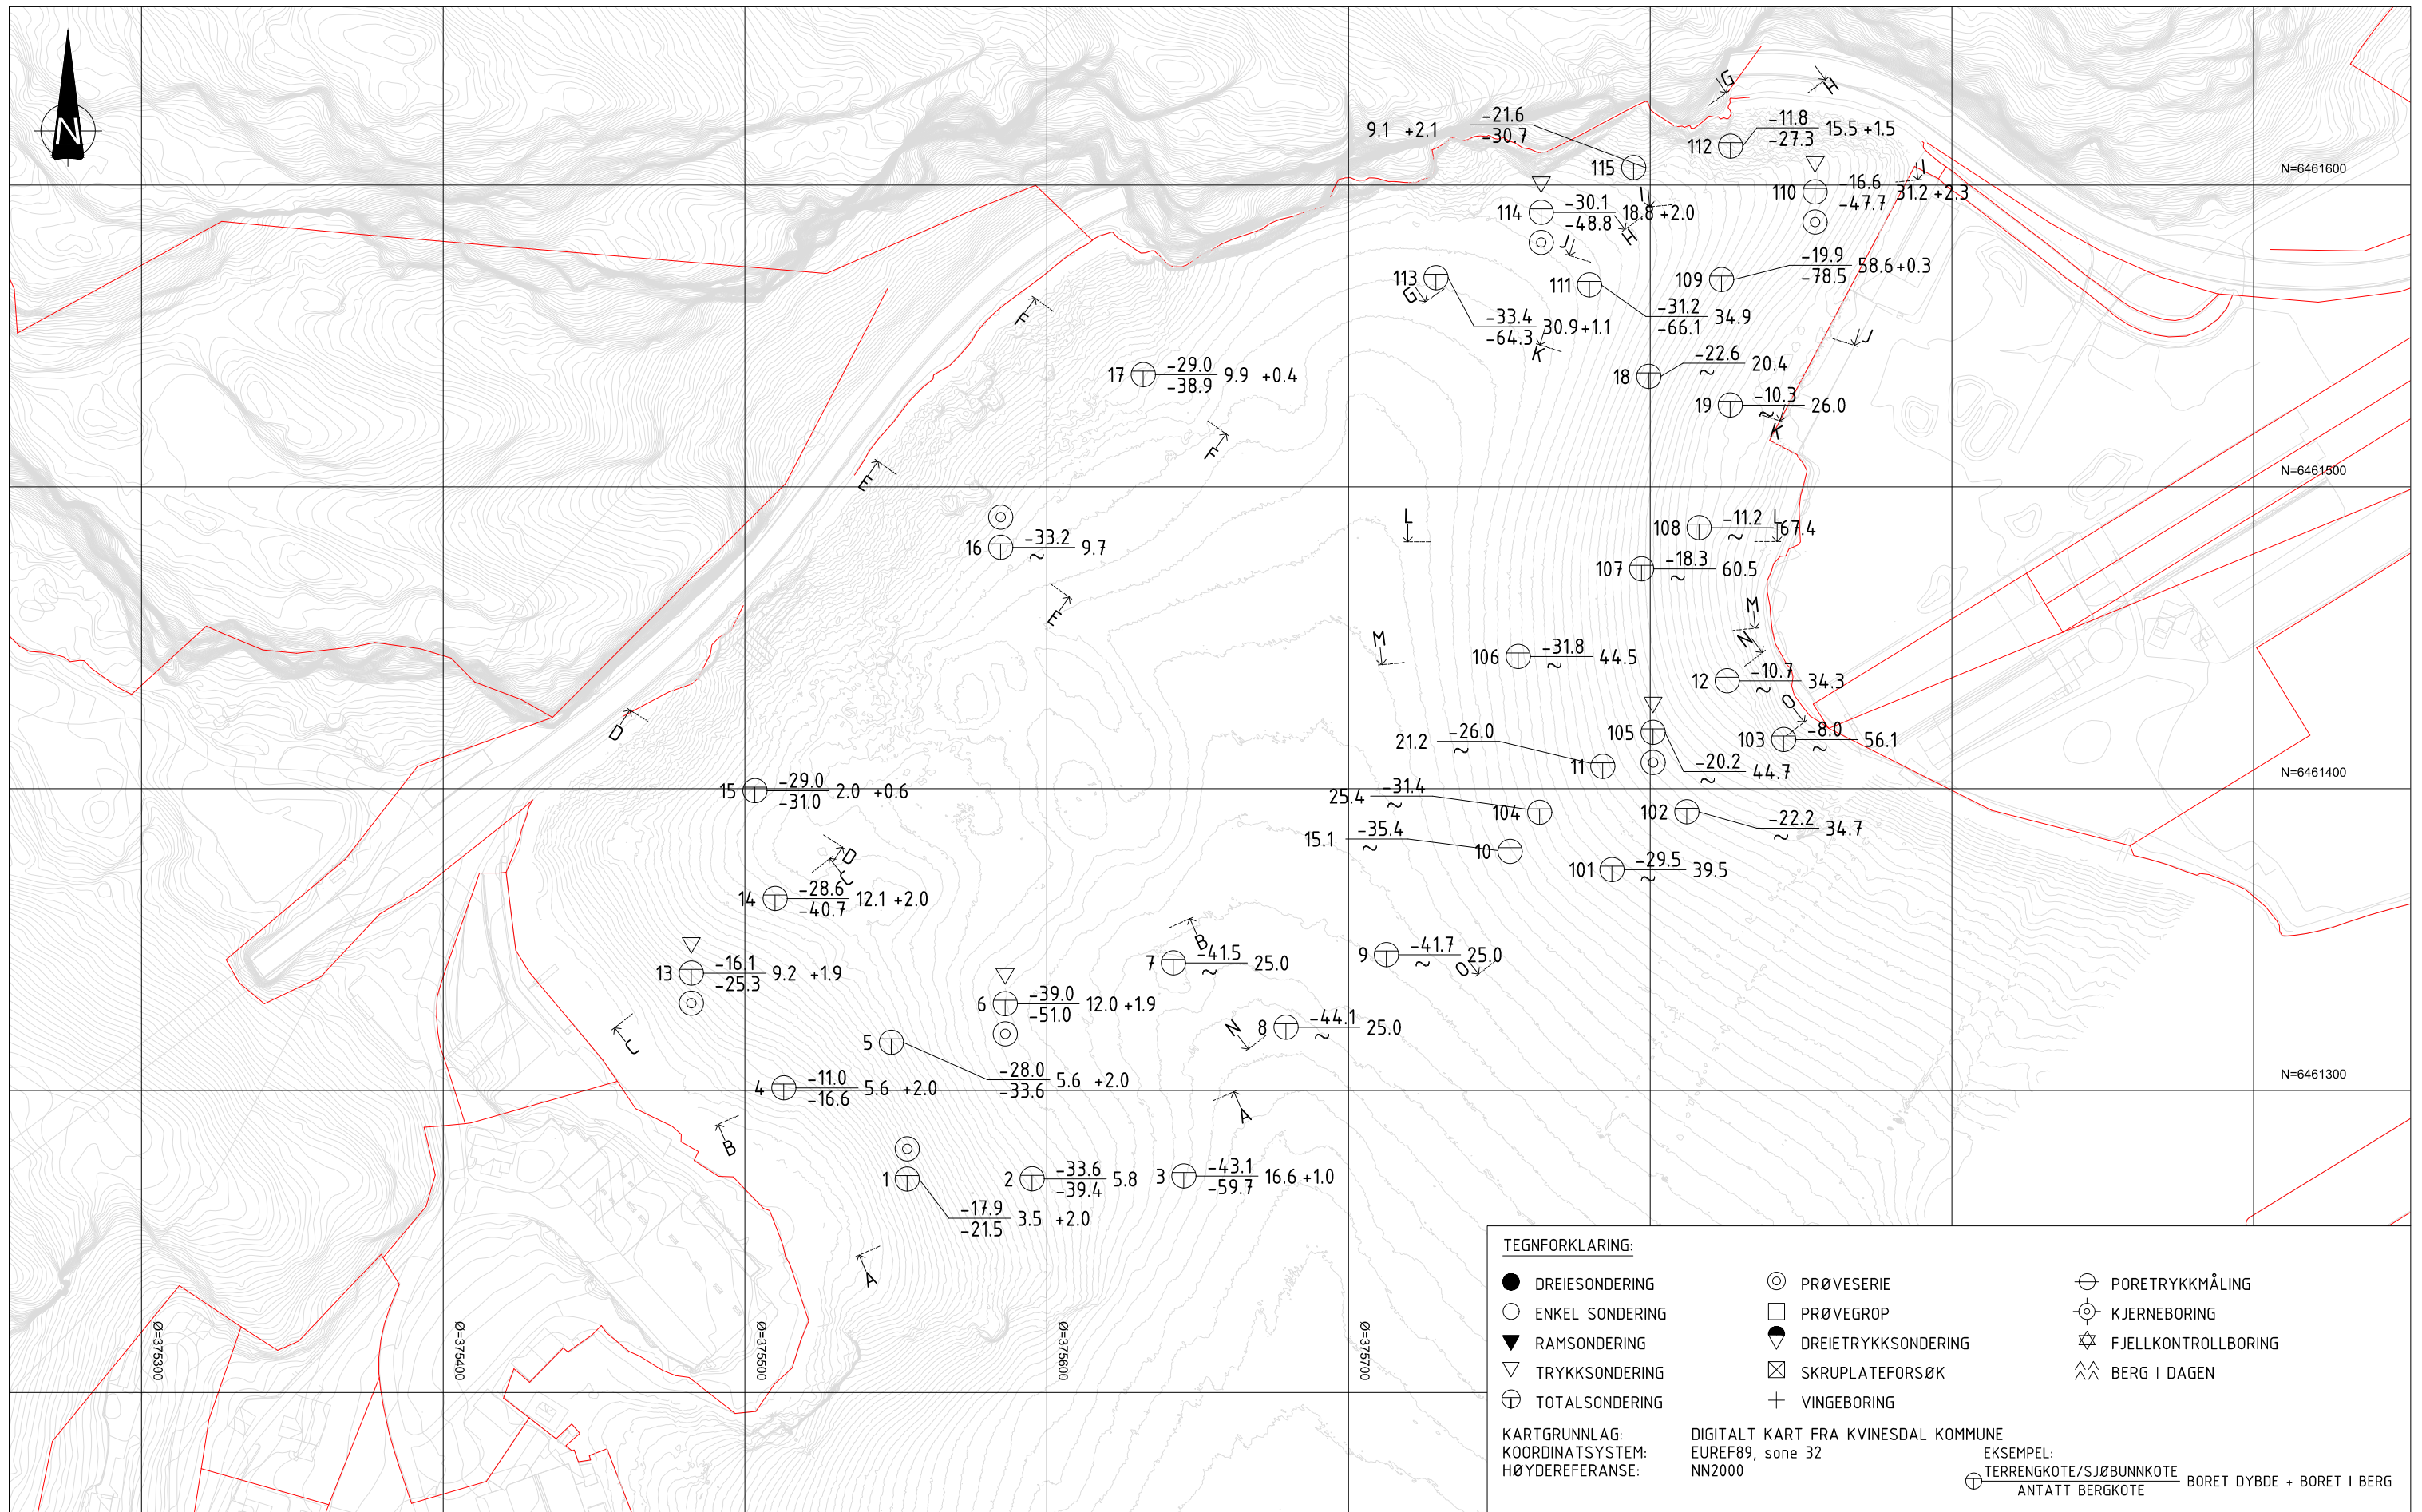 N
G
H
-21.6
9.1 +2.1
-30.7
115
-11.8
112 15.5 +1.5
-27.3
N=6461600
I
-16.6
110 31.2 +2.3
-47.7
I
-30.1
114 18.8 +2.0
-48.8
H
J
-19.9
109 58.6 +0.3
-78.5
113
G
111
-31.2
34.9
-66.1
-33.4
30.9 +1.1
-64.3
K
J
F
-29.0
17 9.9 +0.4
-38.9
-22.6
18 20.4
~
-10.3
19 26.0
~
K
F
E
N=6461500
L
L
-11.2
108 67.4
~
-33.2
16 9.7
~
-18.3
107 60.5
~
E
M
M
N
-31.8
106 44.5
~
-10.7
12 34.3
~
D
O
105
-8.0
103 56.1
~
-26.0
21.2
~
11
-20.2
44.7
~
N=6461400
-29.0
15 2.0 +0.6
-31.0
-31.4
25.4
~
104
102
-22.2
34.7
~
-35.4
15.1
~
10
-29.5
101 39.5
~
D
C
-28.6
14 12.1 +2.0
-40.7
B
-41.5
7 25.0
~
-41.7
9 25.0
~
O
-16.1
13 9.2 +1.9
-25.3
-39.0
6 12.0 +1.9
-51.0
N
-44.1
8 25.0
~
C
5
-28.0
5.6 +2.0
-33.6
N=6461300
-11.0
4 5.6 +2.0
-16.6
A
B
1
-33.6
2 5.8
-39.4
-43.1
3 16.6 +1.0
-59.7
-17.9
3.5 +2.0
-21.5
A
Ø=375300
Ø=375400
Ø=375500
Ø=375600
Ø=375700
TEGNFORKLARING:
DREIESONDERING
PRØVESERIE
PORETRYKKMÅLING
ENKEL SONDERING
PRØVEGROP
KJERNEBORING
RAMSONDERING
DREIETRYKKSONDERING
FJELLKONTROLLBORING
TRYKKSONDERING
SKRUPLATEFORSØK
BERG I DAGEN
TOTALSONDERING
VINGEBORING
KARTGRUNNLAG: DIGITALT KART FRA KVINESDAL KOMMUNE
KOORDINATSYSTEM: EUREF89, sone 32
HØYDEREFERANSE: NN2000
EKSEMPEL:
TERRENGKOTE/SJØBUNNKOTE
BORET DYBDE + BORET I BERG
ANTATT BERGKOTE